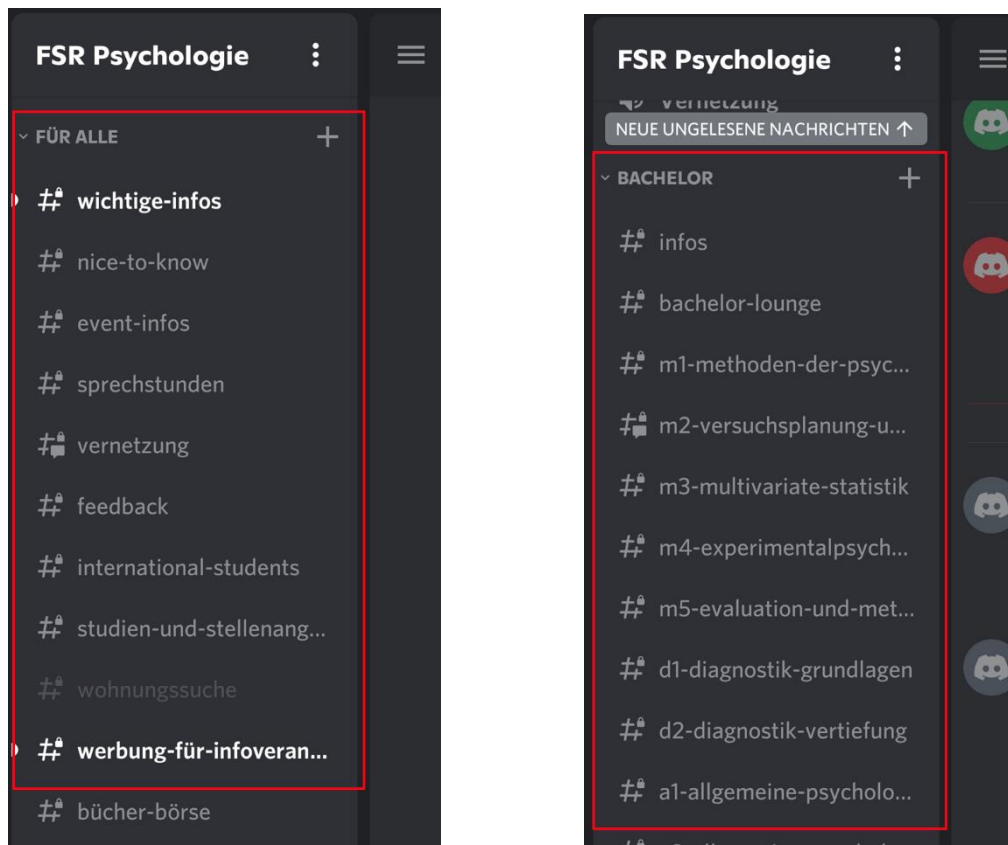 FSR Psychologie
FÜR ALLE
wichtige-infos
nice-to-know
event-infos
sprechstunden
vernetzung
feedback
international-students
studien-und-stellenang...
wohnungssuche
werbung-für-infoveran...
bücher-börse
FSR Psychologie
Vernetzung
NEUE UNGELESENE NACHRICHTEN ↑
BACHELOR
infos
bachelor-lounge
m1-methoden-der-psyc...
m2-versuchsplanung-u...
m3-multivariate-statistik
m4-experimentalpsych...
m5-evaluation-und-met...
d1-diagnostik-grundlagen
d2-diagnostik-vertiefung
a1-allgemeine-psycholo...